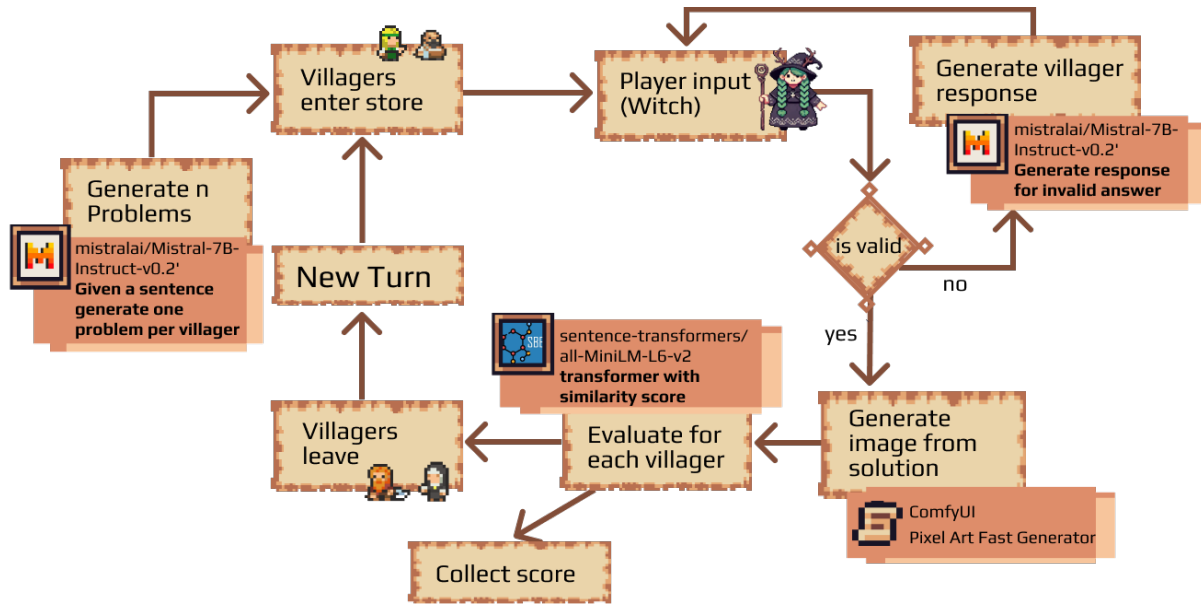 Villagers
enter store
Player input
(Witch)
Generate villager
response
mistralai/Mistral-7B-
Instruct-v0.2'
Generate response
for invalid answer
Generate n
Problems
mistralai/Mistral-7B-
Instruct-v0.2'
Given a sentence
generate one
problem per villager
New Turn
is valid
no
yes
SBE
sentence-transformers/
all-MiniLM-L6-v2
transformer with
similarity score
Villagers
leave
Evaluate for
each villager
Generate
image from
solution
ComfyUI
Pixel Art Fast Generator
Collect score